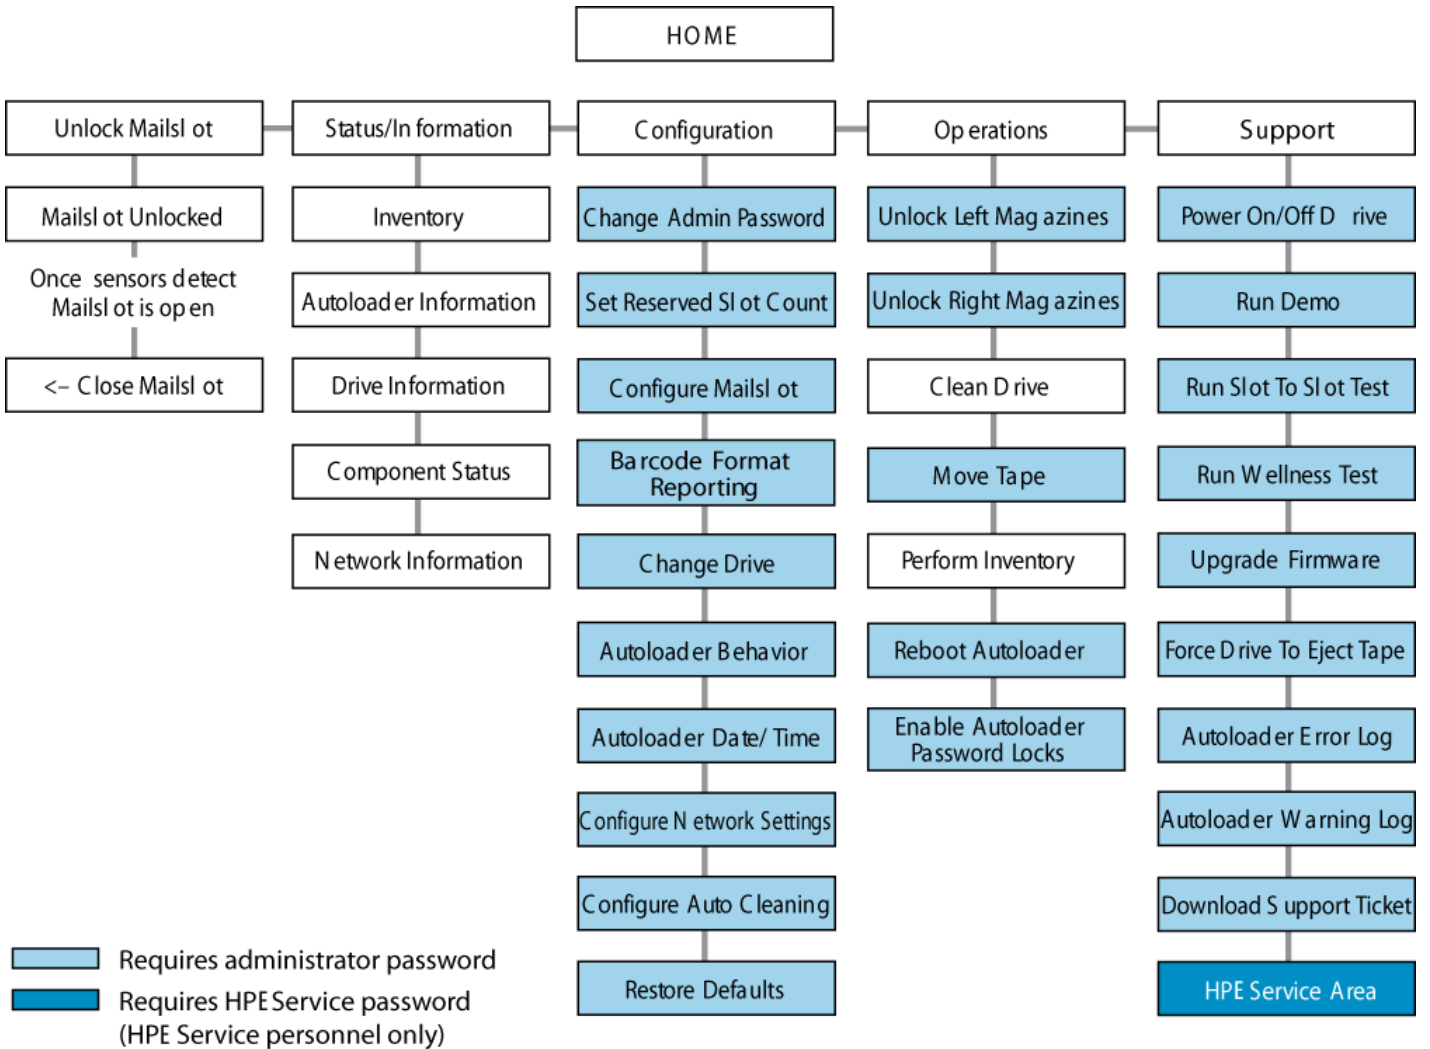 HOME
Unlock Mailslot
Status/Information
Configuration
Operations
Support
Mailslot Unlocked
Once sensors detect
Mailslot is open
<– Close Mailslot
Inventory
Autoloader Information
Drive Information
Component Status
Network Information
Change Admin Password
Set Reserved Slot Count
Configure Mailslot
Barcode Format
Reporting
Change Drive
Autoloader Behavior
Autoloader Date/ Time
Configure Network Settings
Configure Auto Cleaning
Restore Defaults
Unlock Left Magazines
Unlock Right Magazines
Clean Drive
Move Tape
Perform Inventory
Reboot Autoloader
Enable Autoloader
Password Locks
Power On/Off Drive
Run Demo
Run Slot To Slot Test
Run Wellness Test
Upgrade Firmware
Force Drive To Eject Tape
Autoloader Error Log
Autoloader Warning Log
Download Support Ticket
HPE Service Area
Requires administrator password
Requires HPE Service password
(HPE Service personnel only)